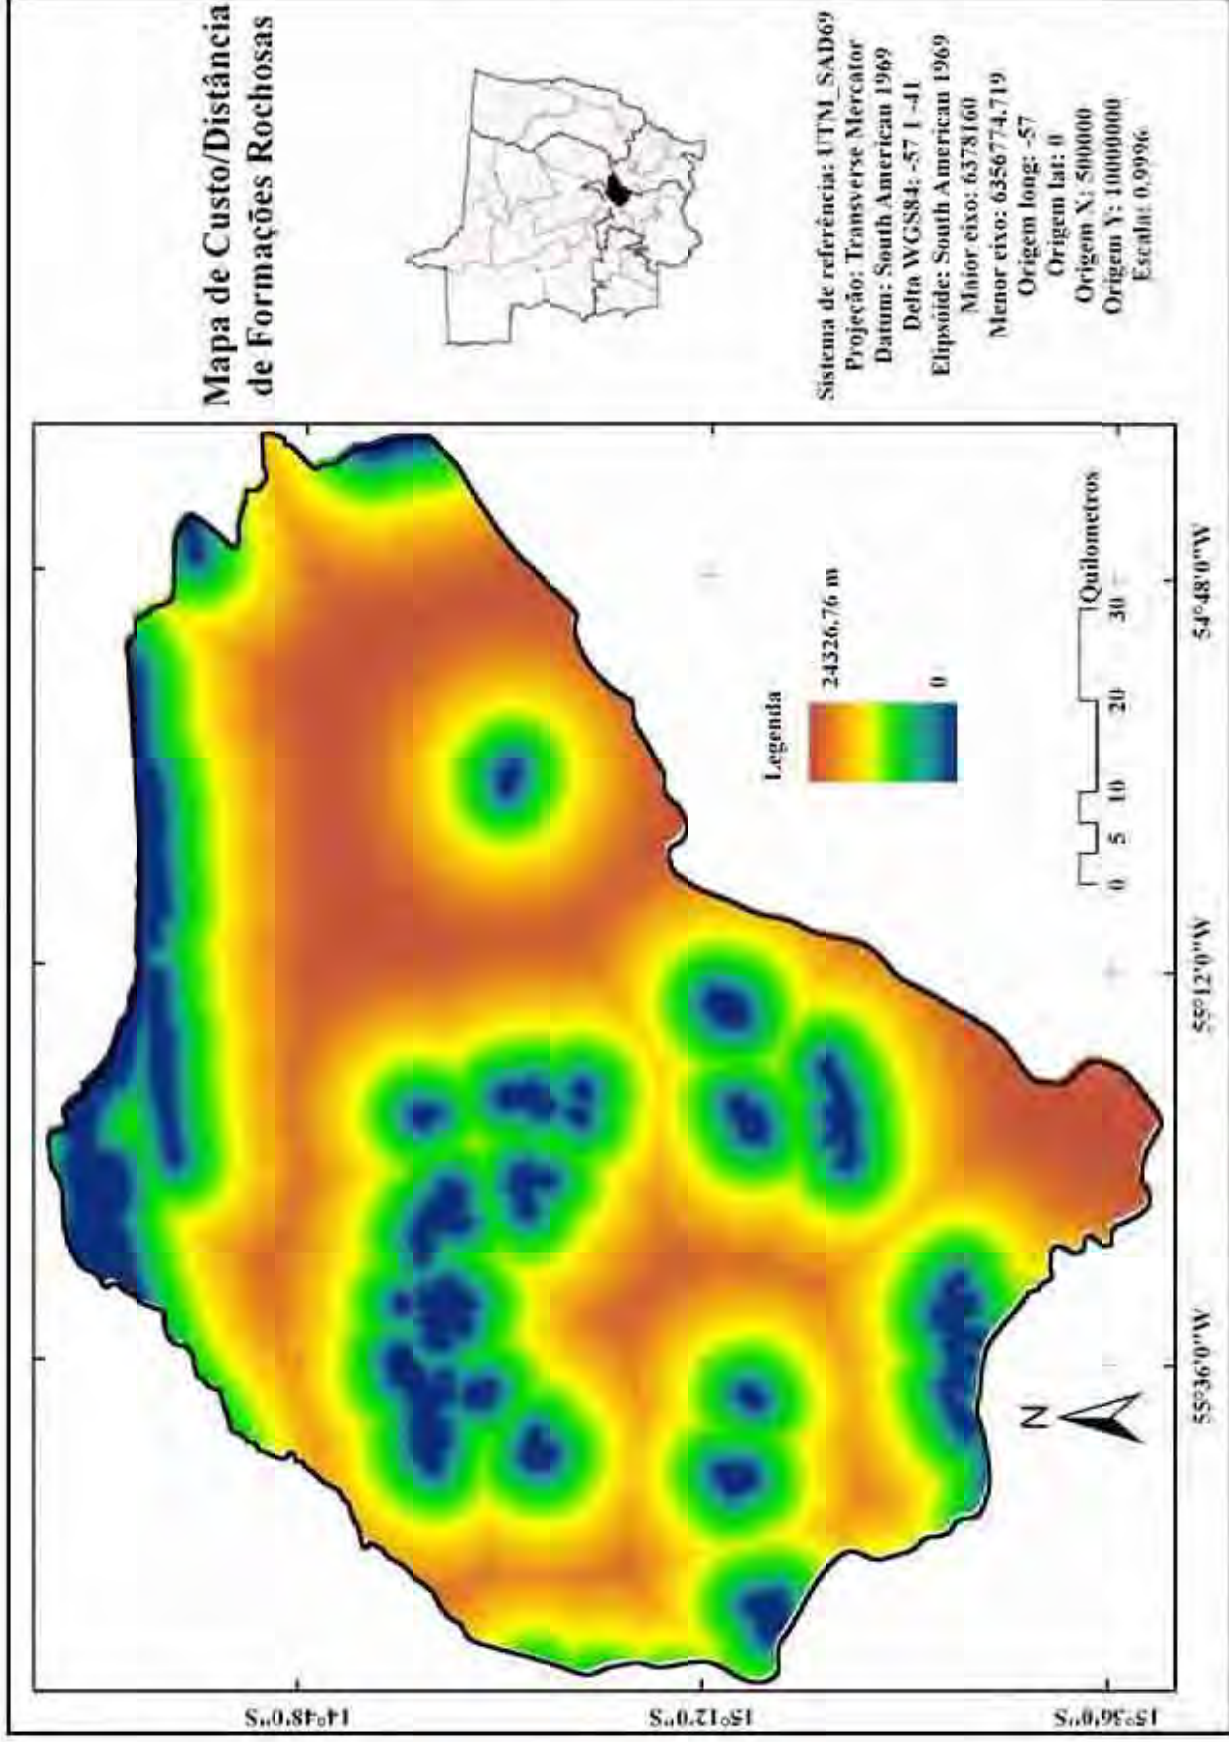 Mapa de Custo/Distância
de Formações Rochosas
Sistema de referência: UTM_SAD69
Projeção: Transverse Mercator
Datum: South American 1969
Delta WGS84: -57 1 -41
Elipsóide: South American 1969
Maior eixo: 6378160
Menor eixo: 6356774.719
Origem long: -57
Origem lat: 0
Origem X: 500000
Origem Y: 10000000
Escala: 0.9996
Legenda
24326.76 m
0
0 5 10 20 30 Quilometros
N
14°48'0"S
15°12'0"S
15°36'0"S
55°36'0"W
55°12'0"W
54°48'0"W